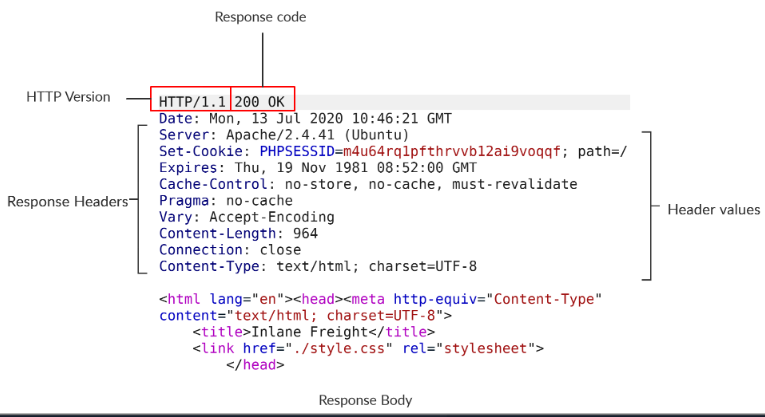 Response code
HTTP Version
HTTP/1.1 200 OK
Date: Mon, 13 Jul 2020 10:46:21 GMT
Server: Apache/2.4.41 (Ubuntu)
Set-Cookie: PHPSESSID=m4u64rq1pfthrvvb12ai9voqqf; path=/
Expires: Thu, 19 Nov 1981 08:52:00 GMT
Cache-Control: no-store, no-cache, must-revalidate
Response Headers
Pragma: no-cache
Header values
Vary: Accept-Encoding
Content-Length: 964
Connection: close
Content-Type: text/html; charset=UTF-8
<html lang="en"><head><meta http-equiv="Content-Type"
content="text/html; charset=UTF-8">
<title>Inlane Freight</title>
<link href="./style.css" rel="stylesheet">
</head>
Response Body